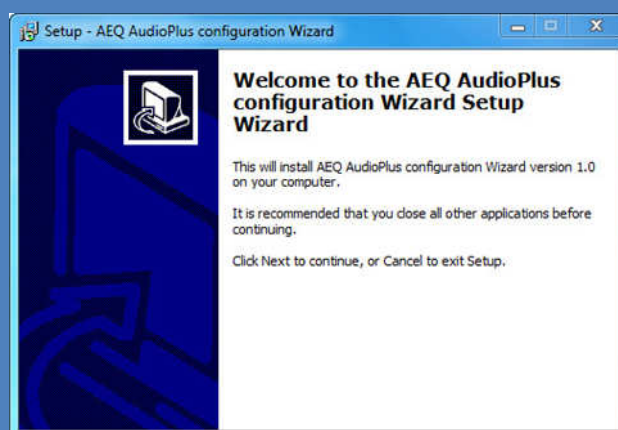 Setup - AEQ AudioPlus configuration Wizard
Welcome to the AEQ AudioPlus
configuration Wizard Setup
Wizard
This will install AEQ AudioPlus configuration Wizard version 1.0
on your computer.
It is recommended that you close all other applications before
continuing.
Click Next to continue, or Cancel to exit Setup.